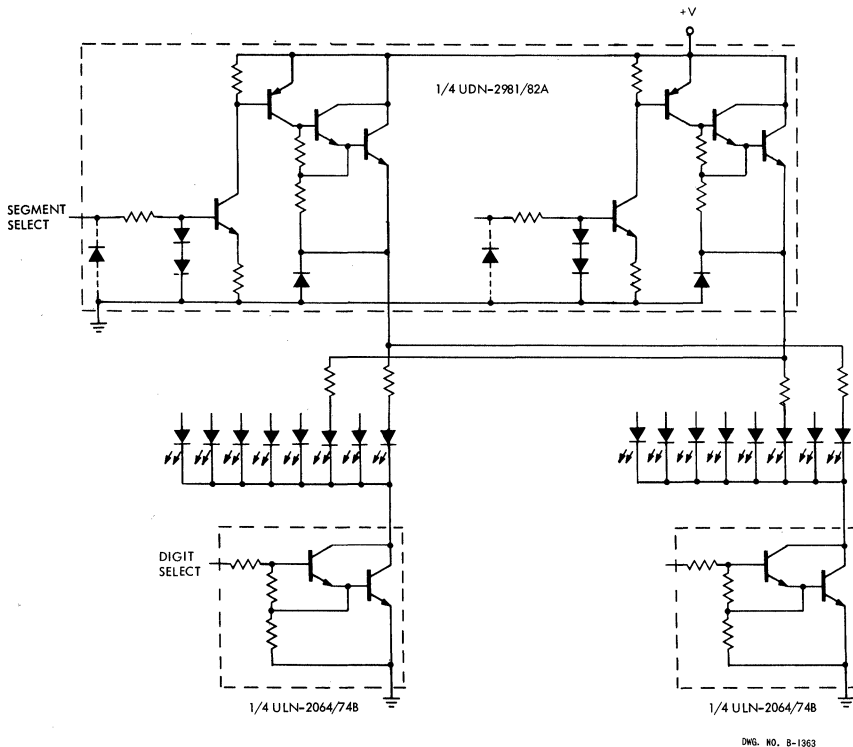 +V
1/4 UDN-2981/82A
SEGMENT
SELECT
DIGIT
SELECT
1/4 ULN-2064/74B
1/4 ULN-2064/74B
DWG. NO. B-1363